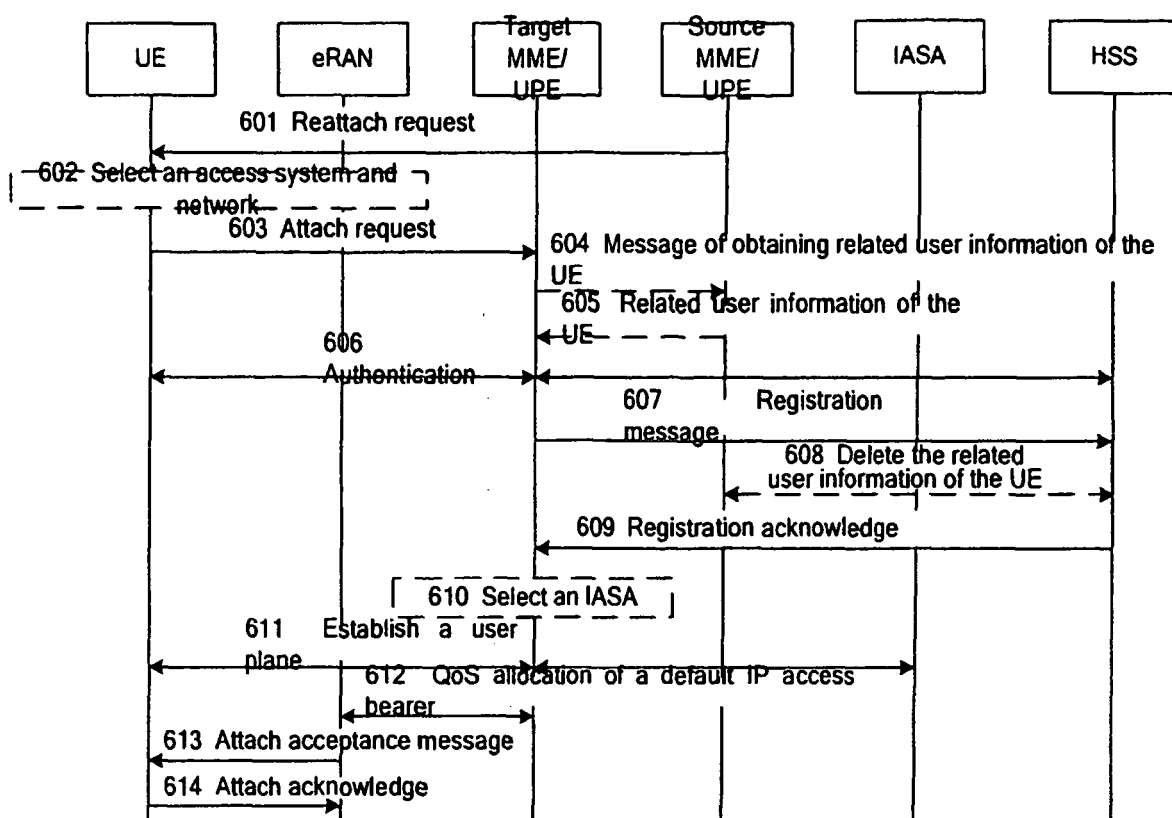 UE
eRAN
Target
MME/
UPE
Source
MME/
UPE
IASA
HSS
601 Reattach request
602 Select an access system and
network
603 Attach request
604 Message of obtaining related user information of the
UE
605 Related user information of the
UE
606
Authontication
607 Registration
message
608 Delete the related
user information of the UE
609 Registration acknowledge
610 Select an IASA
611 Establish a user
plane
612 QoS allocation of a default IP access
bearer
613 Attach acceptance message
614 Attach acknowledge